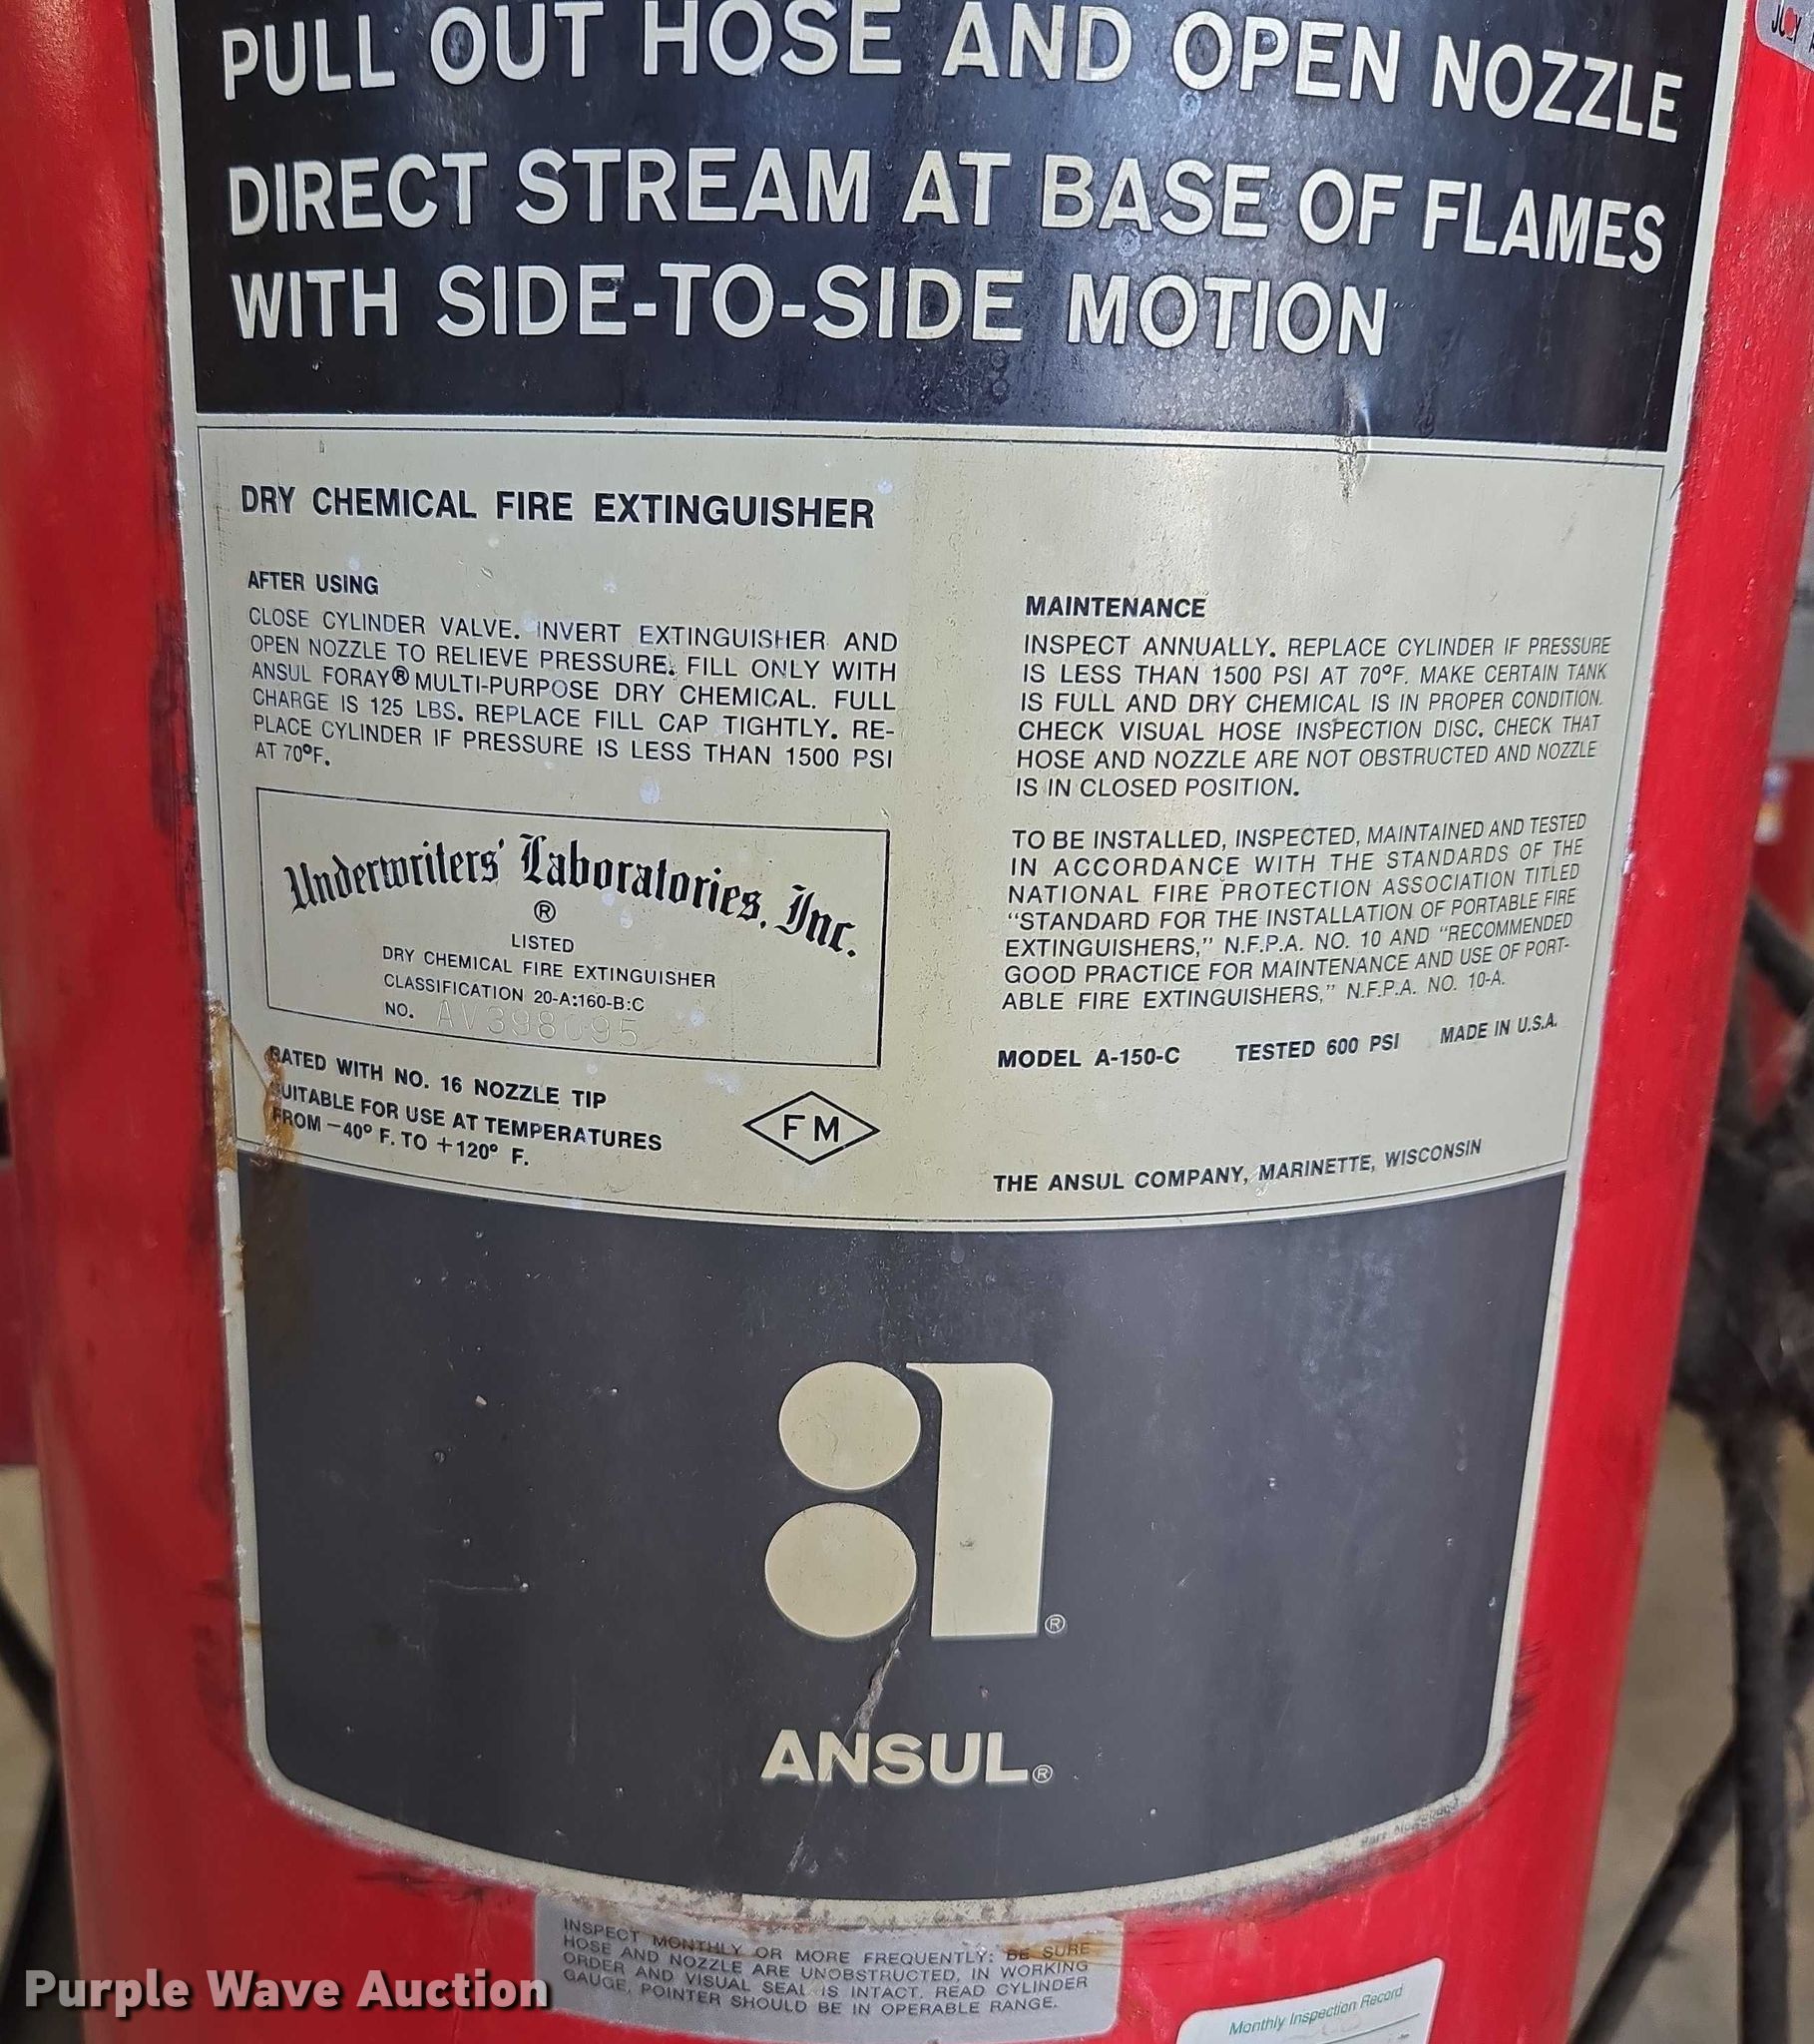 PULL OUT HOSE AND OPEN NOZZLE
DIRECT STREAM AT BASE OF FLAMES
WITH SIDE-TO-SIDE MOTION
DRY CHEMICAL FIRE EXTINGUISHER
AFTER USING
CLOSE CYLINDER VALVE. INVERT EXTINGUISHER AND
OPEN NOZZLE TO RELIEVE PRESSURE. FILL ONLY WITH
ANSUL FORAY® MULTI-PURPOSE DRY CHEMICAL. FULL
CHARGE IS 125 LBS. REPLACE FILL CAP TIGHTLY. RE-
PLACE CYLINDER IF PRESSURE IS LESS THAN 1500 PSI
AT 70°F.
Underwriters' Laboratories, Inc.
®
LISTED
DRY CHEMICAL FIRE EXTINGUISHER
CLASSIFICATION 20-A:160-B:C
NO. AV398095
RATED WITH NO. 16 NOZZLE TIP
SUITABLE FOR USE AT TEMPERATURES
FROM -40° F. TO +120° F.
FM
MAINTENANCE
INSPECT ANNUALLY. REPLACE CYLINDER IF PRESSURE
IS LESS THAN 1500 PSI AT 70°F. MAKE CERTAIN TANK
IS FULL AND DRY CHEMICAL IS IN PROPER CONDITION.
CHECK VISUAL HOSE INSPECTION DISC. CHECK THAT
HOSE AND NOZZLE ARE NOT OBSTRUCTED AND NOZZLE
IS IN CLOSED POSITION.
TO BE INSTALLED, INSPECTED, MAINTAINED AND TESTED
IN ACCORDANCE WITH THE STANDARDS OF THE
NATIONAL FIRE PROTECTION ASSOCIATION TITLED
"STANDARD FOR THE INSTALLATION OF PORTABLE FIRE
EXTINGUISHERS," N.F.P.A. NO. 10 AND "RECOMMENDED
GOOD PRACTICE FOR MAINTENANCE AND USE OF PORT-
ABLE FIRE EXTINGUISHERS," N.F.P.A. NO. 10-A.
MODEL A-150-C TESTED 600 PSI MADE IN U.S.A.
THE ANSUL COMPANY, MARINETTE, WISCONSIN
a®
ANSUL®
INSPECT MONTHLY OR MORE FREQUENTLY: BE SURE
HOSE AND NOZZLE ARE UNOBSTRUCTED, IN WORKING
ORDER AND VISUAL SEAL IS INTACT. READ CYLINDER
GAUGE, POINTER SHOULD BE IN OPERABLE RANGE.
Monthly Inspection Record
JULY
Purple Wave Auction